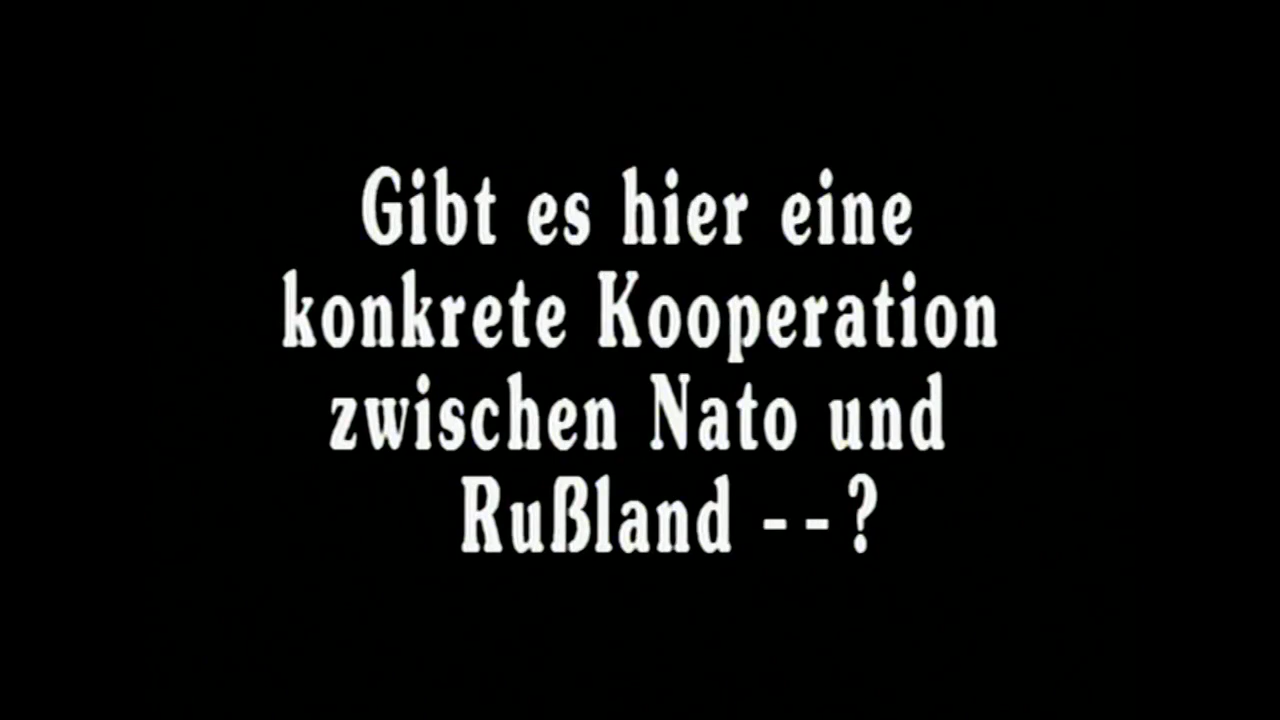 Gibt es hier eine
konkrete Kooperation
zwischen Nato und
Rußland - - ?